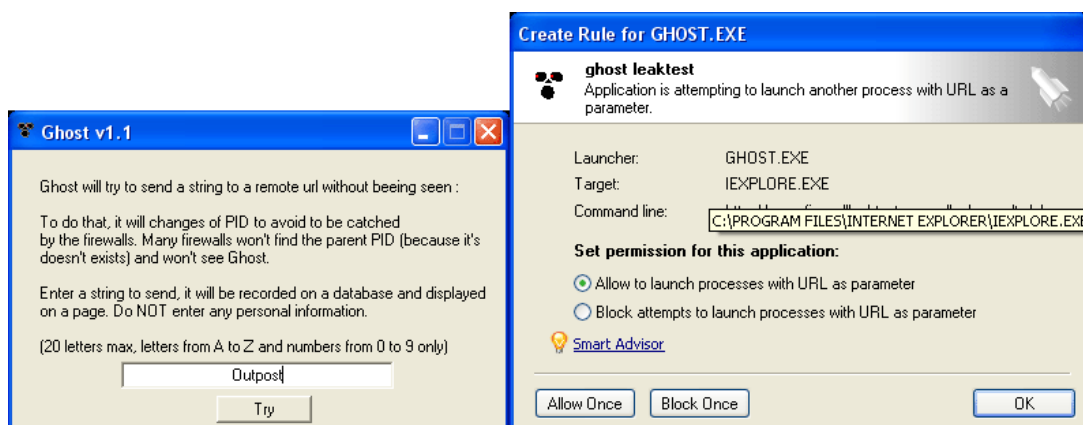 Ghost v1.1
Ghost will try to send a string to a remote url without beeing seen :
To do that, it will changes of PID to avoid to be catched
by the firewalls. Many firewalls won't find the parent PID (because it's
doesn't exists) and won't see Ghost.
Enter a string to send, it will be recorded on a database and displayed
on a page. Do NOT enter any personal information.
(20 letters max, letters from A to Z and numbers from 0 to 9 only)
Outpost
Try
Create Rule for GHOST.EXE
ghost leaktest
Application is attempting to launch another process with URL as a
parameter.
Launcher: GHOST.EXE
Target: IEXPLORE.EXE
Command line:
C:\PROGRAM FILES\INTERNET EXPLORER\IEXPLORE.EXE
Set permission for this application:
Allow to launch processes with URL as parameter
Block attempts to launch processes with URL as parameter
Smart Advisor
Allow Once Block Once OK